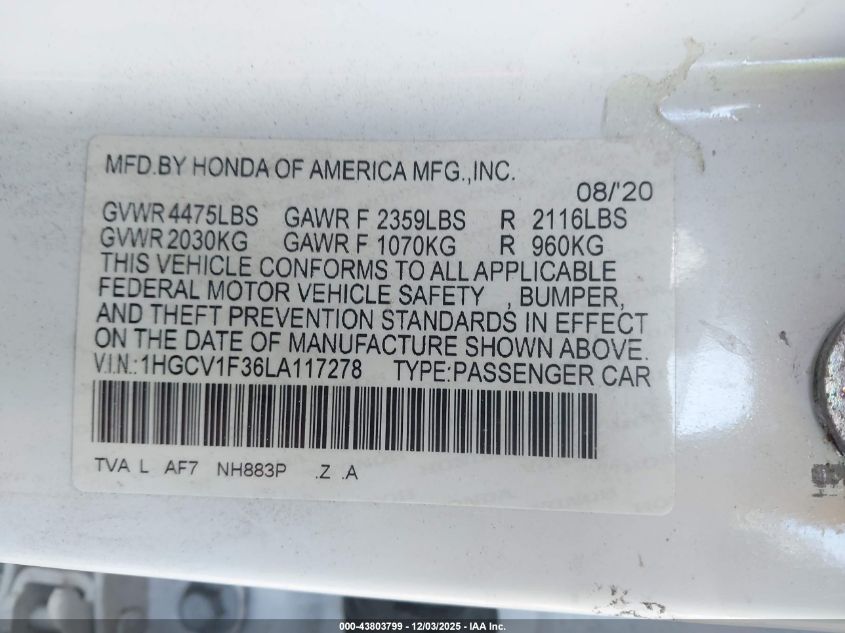 MFD.BY HONDA OF AMERICA MFG.,INC.
08/'20
GVWR 4475LBS GAWR F 2359LBS R 2116LBS
GVWR 2030KG GAWR F 1070KG R 960KG
THIS VEHICLE CONFORMS TO ALL APPLICABLE
FEDERAL MOTOR VEHICLE SAFETY , BUMPER,
AND THEFT PREVENTION STANDARDS IN EFFECT
ON THE DATE OF MANUFACTURE SHOWN ABOVE.
V.I.N.:1HGCV1F36LA117278 TYPE:PASSENGER CAR
TVA L AF7 NH883P .Z .A
000-43803799 - 12/03/2025 - IAA Inc.